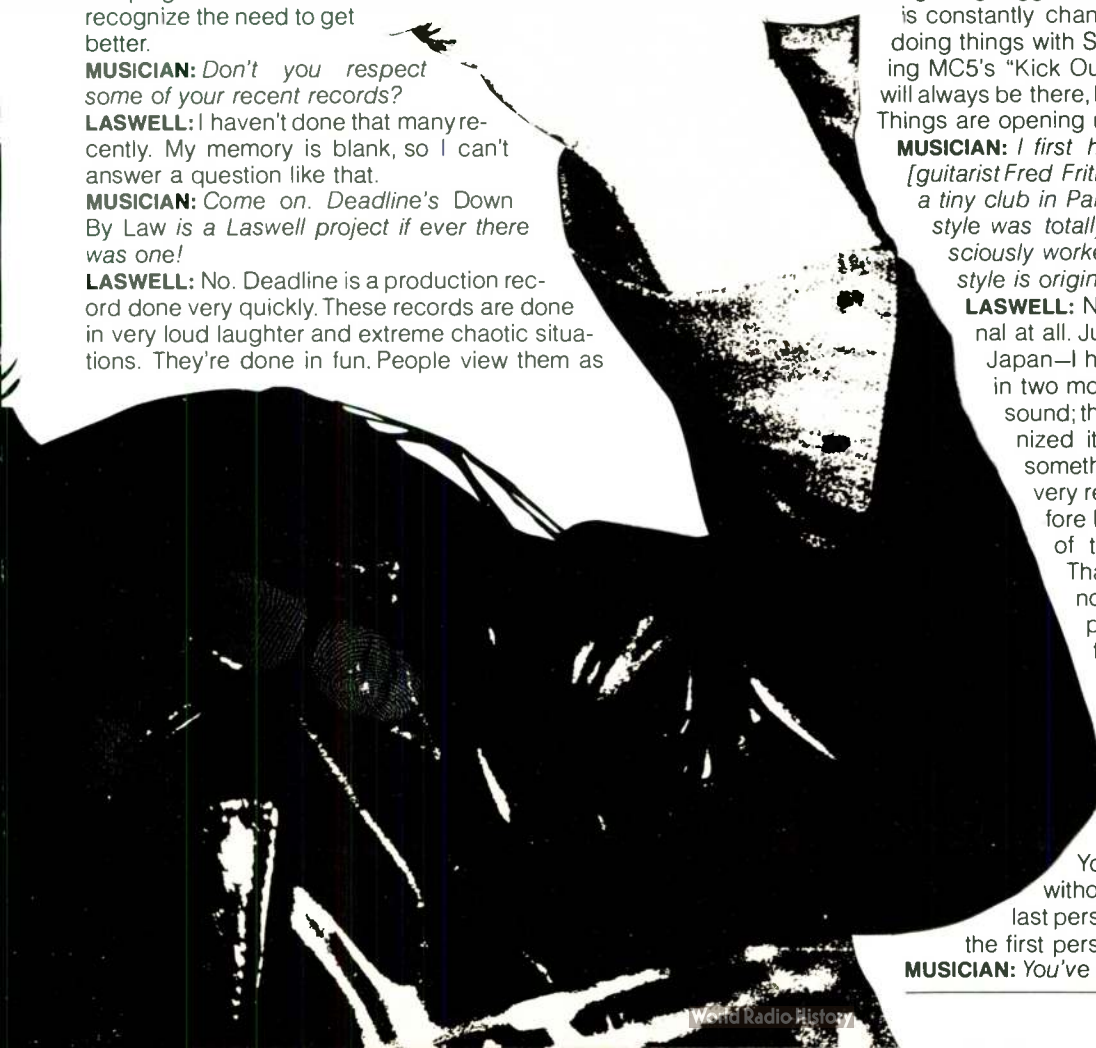 recognize the need to get
better.
MUSICIAN: Don't you respect
some of your recent records?
LASWELL: I haven't done that many re-
cently. My memory is blank, so I can't
answer a question like that.
MUSICIAN: Come on. Deadline's Down
By Law is a Laswell project if ever there
was one!
LASWELL: No. Deadline is a production rec-
ord done very quickly. These records are done
in very loud laughter and extreme chaotic situa-
tions. They're done in fun. People view them as
is constantly chan
doing things with S
ing MC5's "Kick Ou
will always be there,
Things are opening
MUSICIAN: I first h
[guitarist Fred Frit
a tiny club in Pa
style was totall
sciously worke
style is origin
LASWELL: N
nal at all. Ju
Japan—I h
in two mo
sound; th
nized it
someth
very re
fore
of t
Tha
no
p
Yo
witho
last pers
the first pers
MUSICIAN: You've
World Radio History